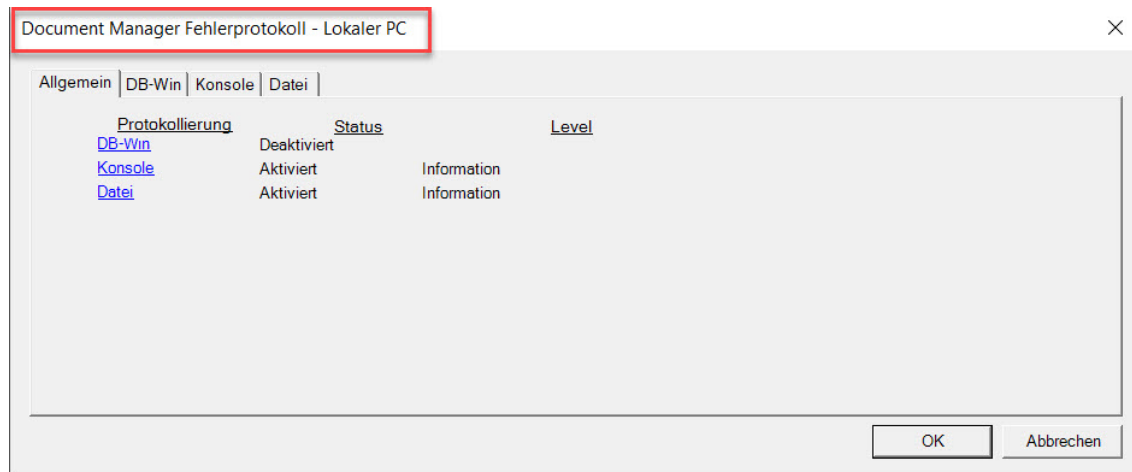 Document Manager Fehlerprotokoll - Lokaler PC
Allgemein DB-Win Konsole Datei
Protokollierung Status Level
DB-Win Deaktiviert
Konsole Aktiviert Information
Datei Aktiviert Information
OK Abbrechen